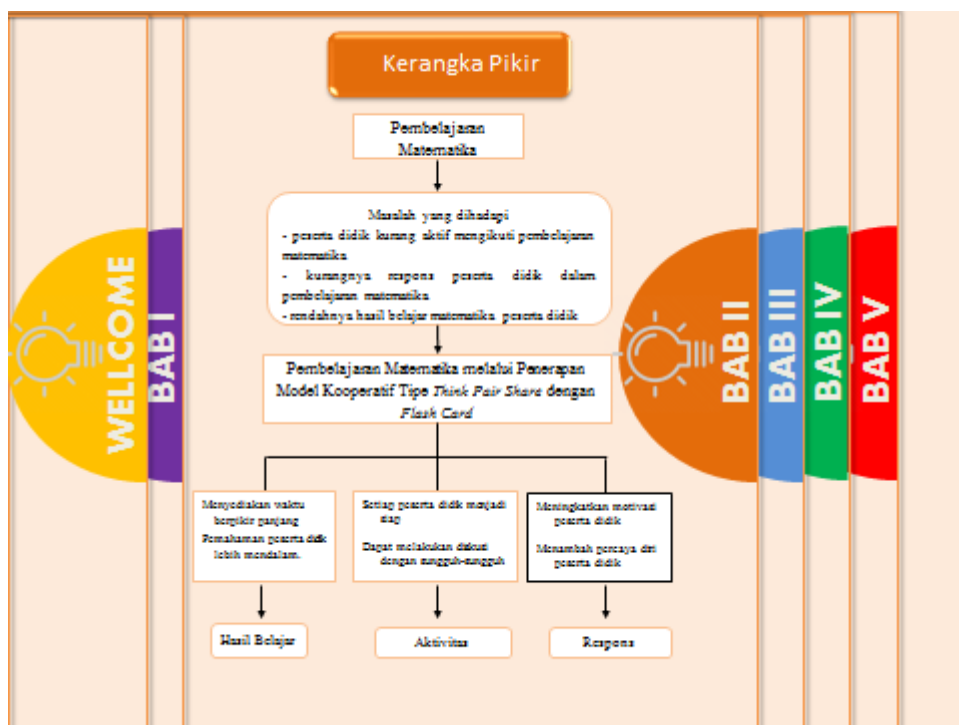 Kerangka Pikir
Pembelajaran
Matematika
Masalah yang dihadapi
- peserta didik kurang aktif mengikuti pembelajaran
matematika
- kurangnya respons peserta didik dalam
pembelajaran matematika
- rendahnya hasil belajar matematika peserta didik
Pembelajaran Matematika melalui Penerapan
Model Kooperatif Tipe Think Pair Share dengan
Flash Card
Menyediakan waktu
berpikir panjang
Pemahaman peserta didik
lebih mendalam.
Setiap peserta didik menjadi
siap
Dapat melakukan diskusi
dengan sungguh-sungguh
Meningkatkan motivasi
peserta didik
Menambah percaya diri
peserta didik
Hasil Belajar
Aktivitas
Respons
WELLCOME
BAB I
BAB II
BAB III
BAB IV
BAB V